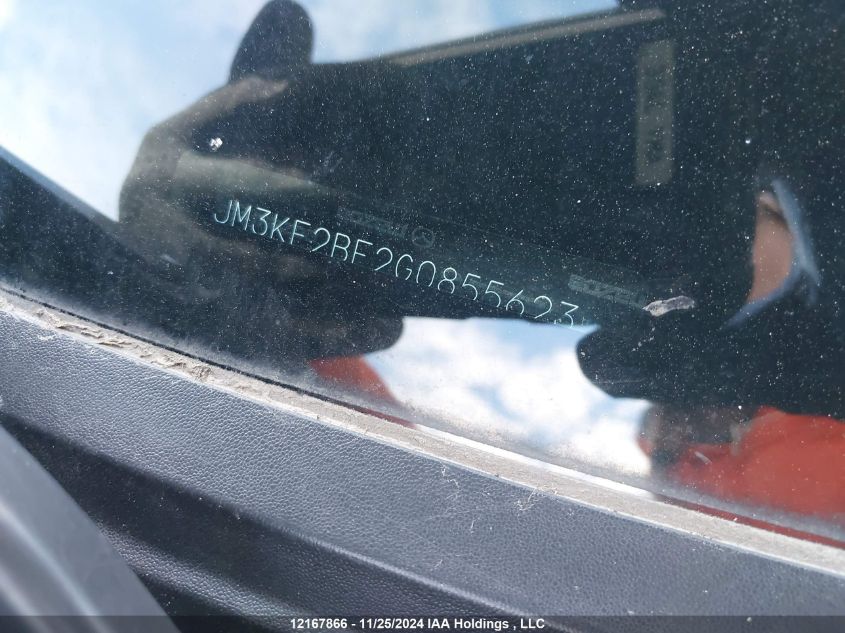 JM3KE2BE2G0855623
12167866 - 11/25/2024 IAA Holdings , LLC